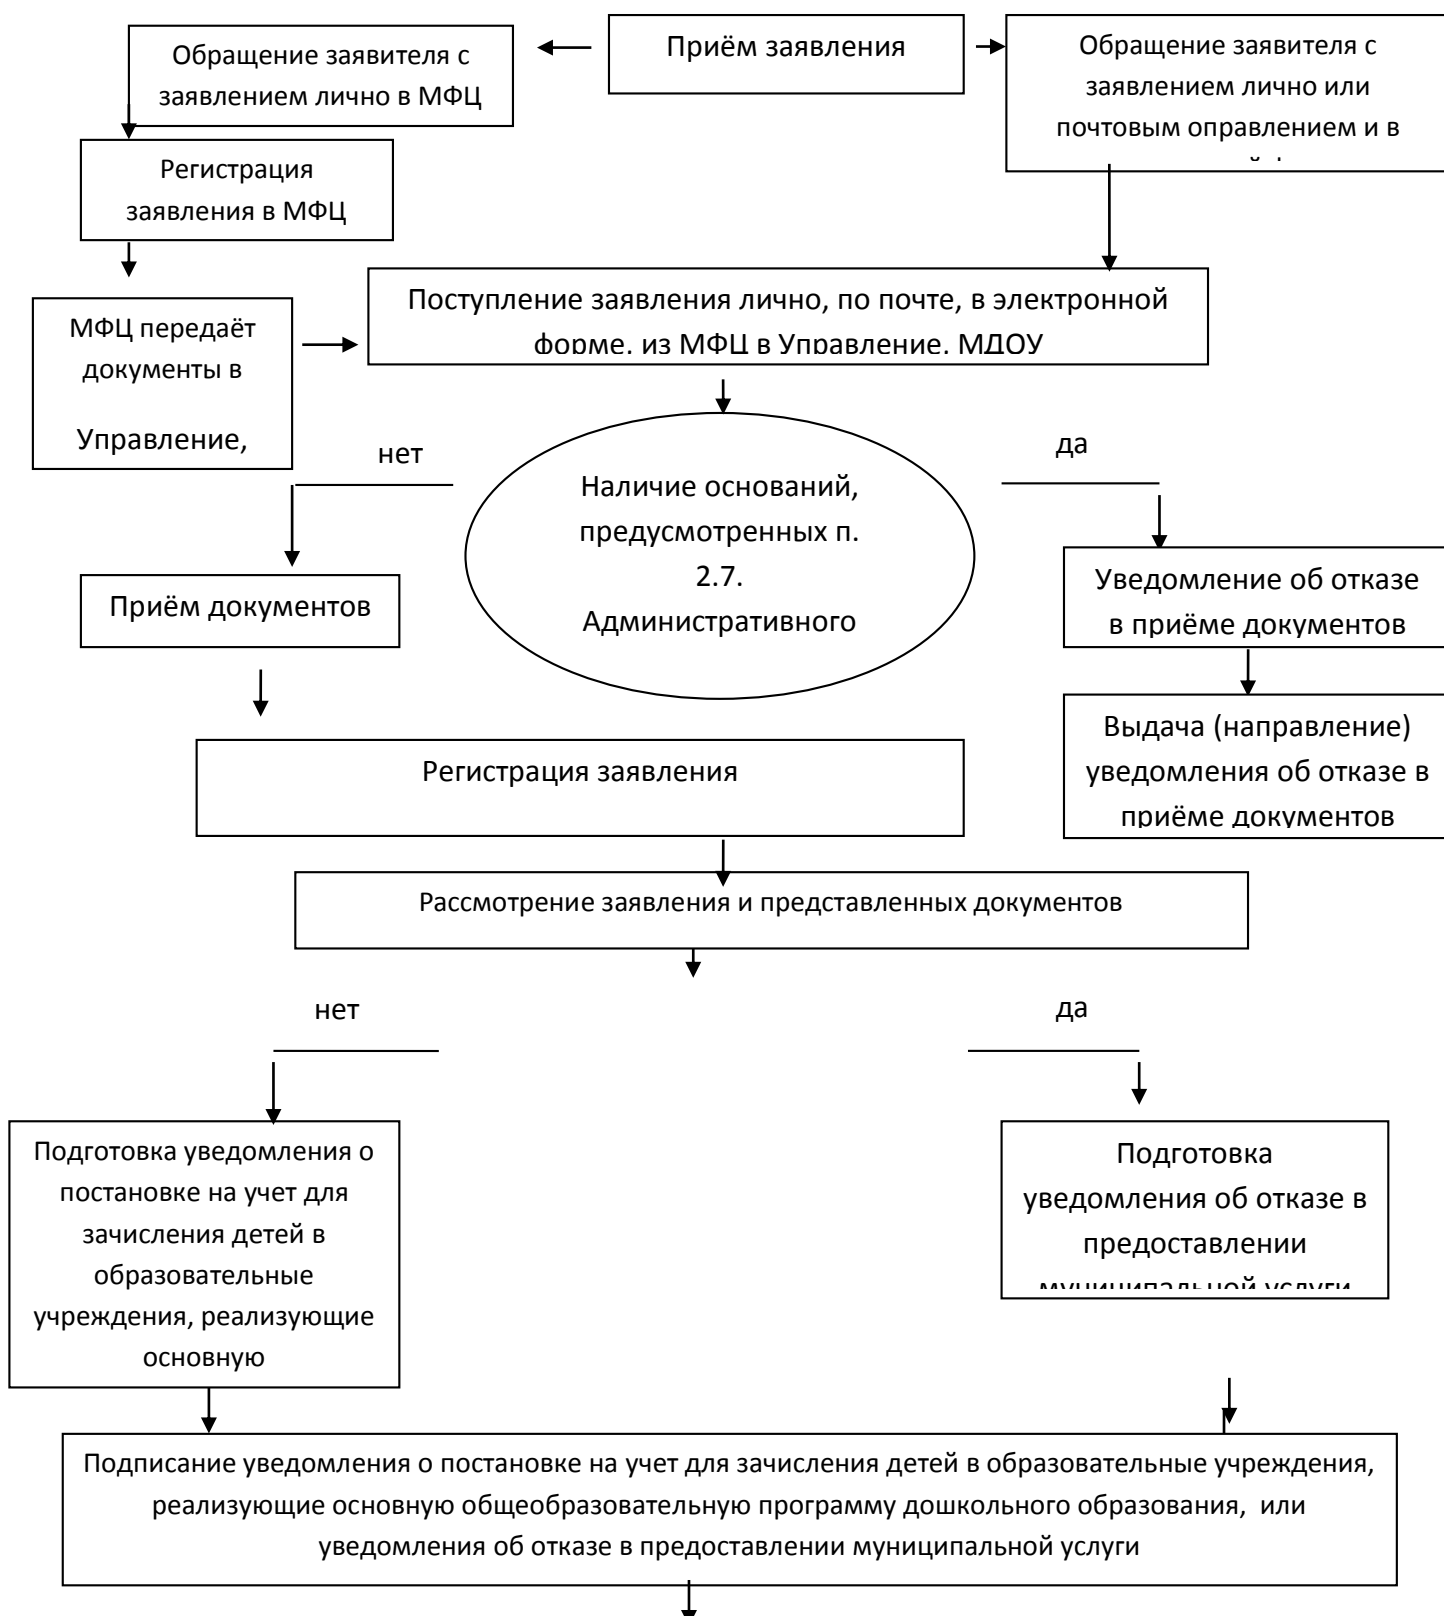 Приём заявления
Обращение заявителя с
заявлением лично в МФЦ
Обращение заявителя с
заявлением лично или
почтовым оправлением и в
Регистрация
заявления в МФЦ
МФЦ передаёт
документы в
Управление,
Поступление заявления лично, по почте, в электронной
форме, из МФЦ в Управление, МДОУ
нет
да
Наличие оснований,
предусмотренных п.
2.7.
Административного
Приём документов
Уведомление об отказе
в приёме документов
Выдача (направление)
уведомления об отказе в
приёме документов
Регистрация заявления
Рассмотрение заявления и представленных документов
нет
да
Подготовка уведомления о
постановке на учет для
зачисления детей в
образовательные
учреждения, реализующие
основную
Подготовка
уведомления об отказе в
предоставлении
муниципальной услуги
Подписание уведомления о постановке на учет для зачисления детей в образовательные учреждения,
реализующие основную общеобразовательную программу дошкольного образования, или
уведомления об отказе в предоставлении муниципальной услуги